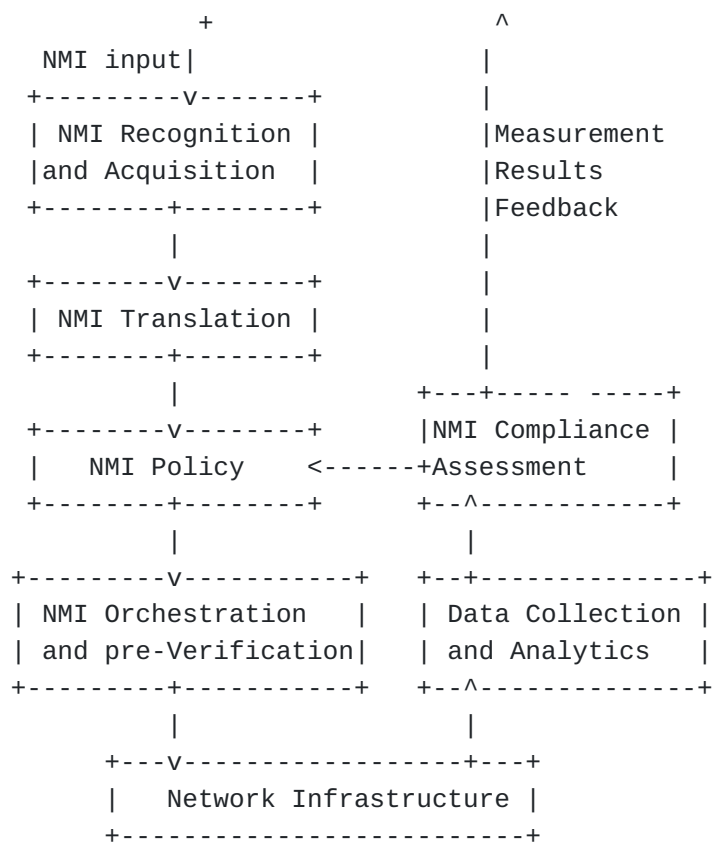 NMI input
NMI Recognition
and Acquisition
Measurement
Results
Feedback
NMI Translation
NMI Policy
NMI Compliance
Assessment
NMI Orchestration
and pre-Verification
Data Collection
and Analytics
Network Infrastructure